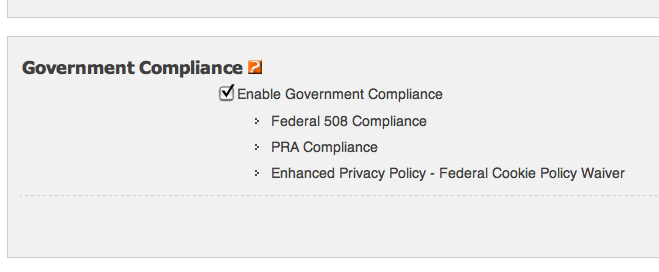 Government Compliance ?
Enable Government Compliance
Federal 508 Compliance
PRA Compliance
Enhanced Privacy Policy - Federal Cookie Policy Waiver